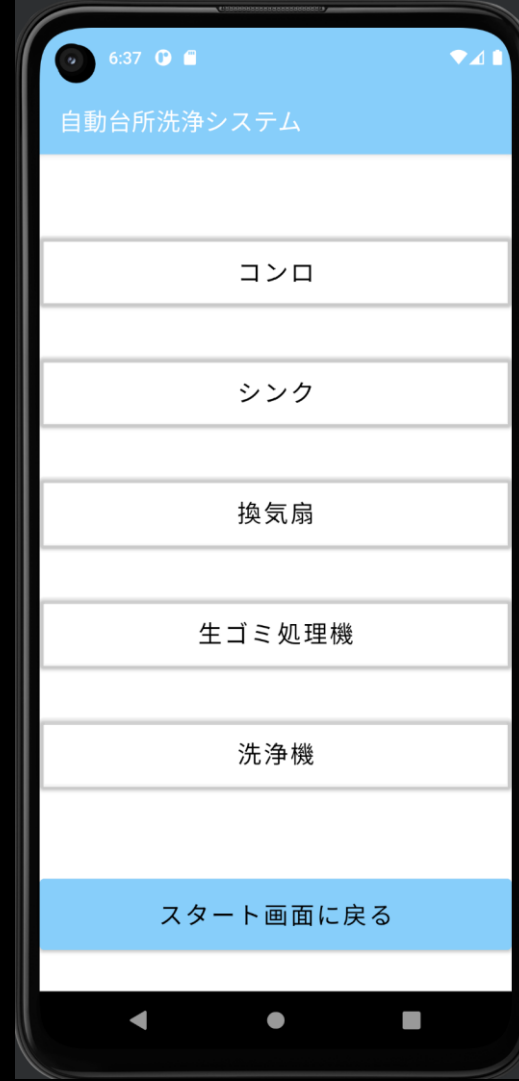 6:37
自動台所洗浄システム
コンロ
シンク
換気扇
生ゴミ処理機
洗浄機
スタート画面に戻る